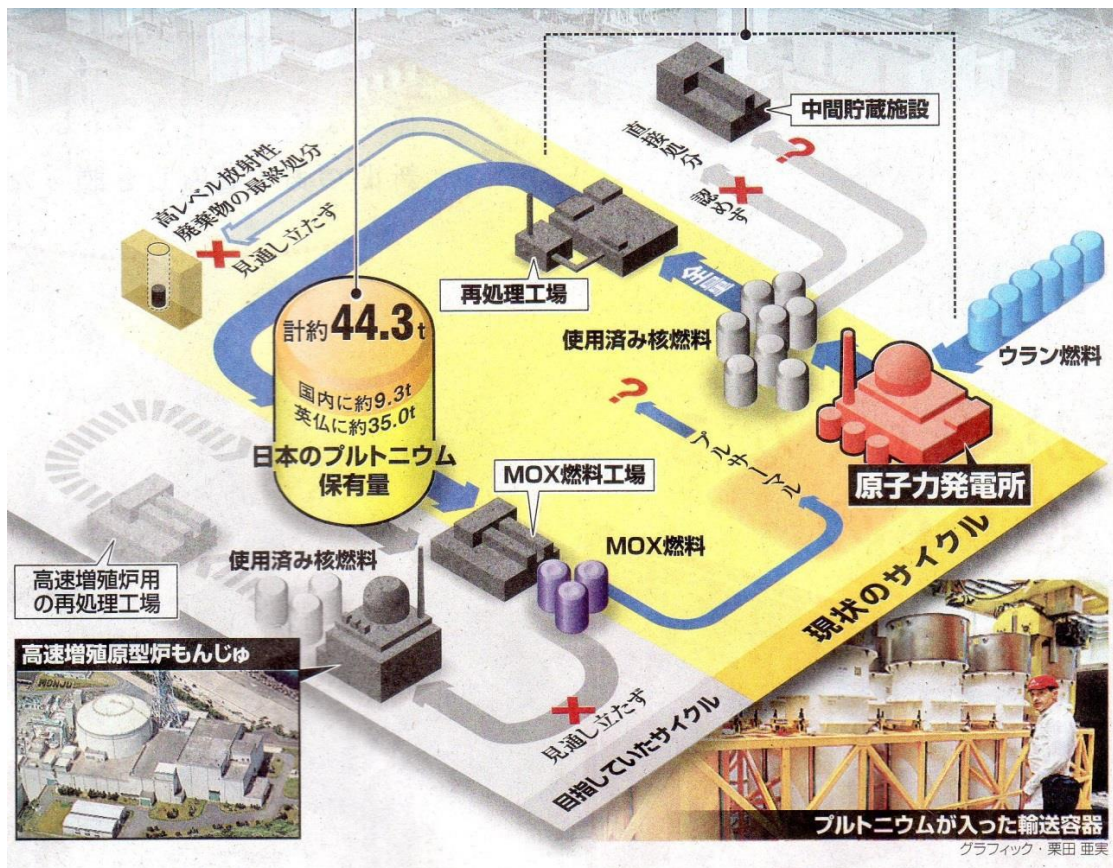 中間貯蔵施設
直接処分
認めず
?
高レベル放射性
廃棄物の最終処分
見通し立たず
再処理工場
全量
使用済み核燃料
ウラン燃料
計約44.3t
国内に約9.3t
英仏に約35.0t
日本のプルトニウム
保有量
?
プルサーマル
原子力発電所
MOX燃料工場
MOX燃料
使用済み核燃料
高速増殖炉用
の再処理工場
現状のサイクル
高速増殖原型炉もんじゅ
MONJU
見通し立たず
目指していたサイクル
プルトニウムが入った輸送容器
グラフィック・栗田 亜実